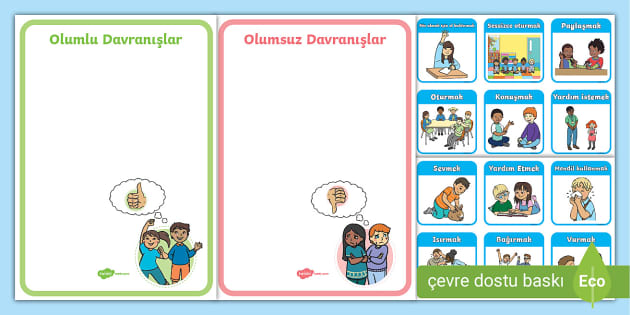 Olumlu Davranışlar
Olumsuz Davranışlar
Sessizce oturmak
Paylaşmak
Oturmak
Konuşmak
Yardım istemek
Sevmek
Yardım Etmek
Mendil kullanmak
Isırmak
Bağırmak
Vurmak
çevre dostu baskı
Eco